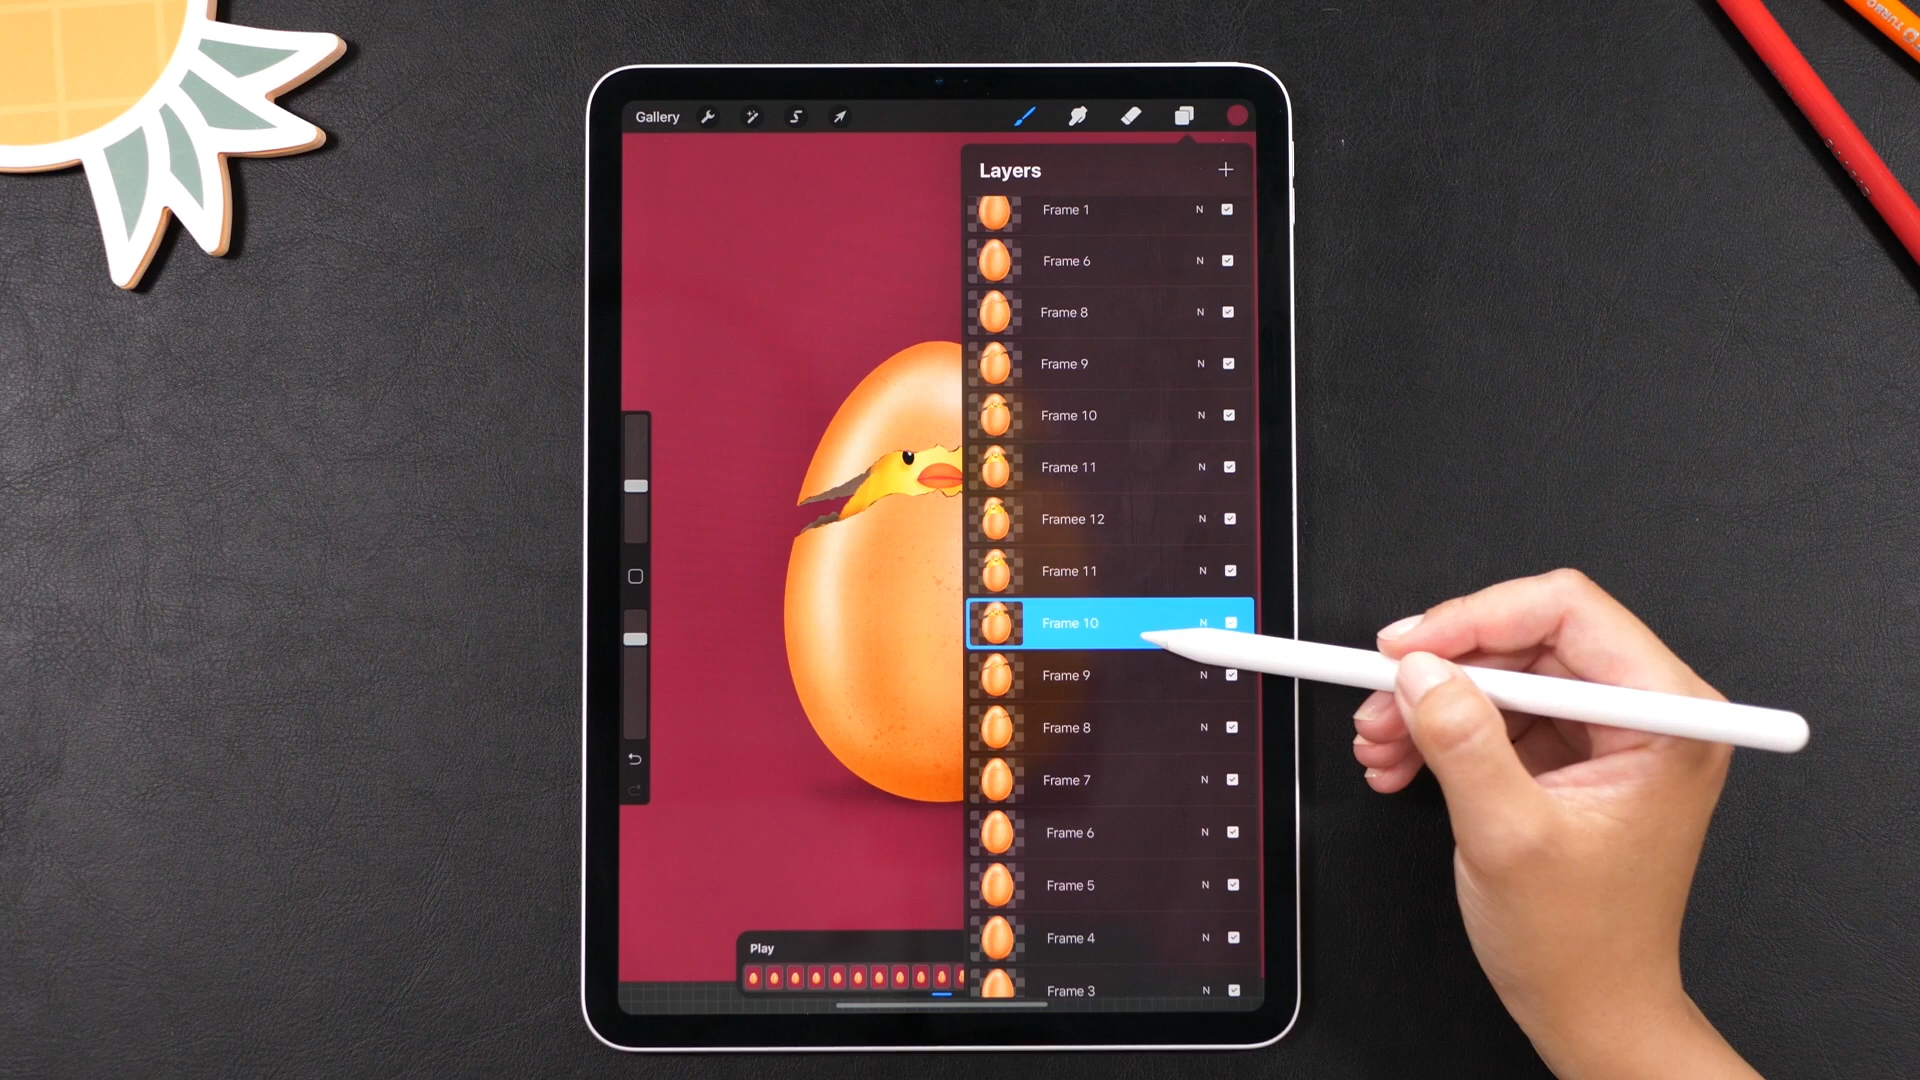 TURBO
Gallery
Layers
Frame 1 N
Frame 6 N
Frame 8 N
Frame 9 N
Frame 10 N
Frame 11 N
Framee 12 N
Frame 11 N
Frame 10 N
Frame 9 N
Frame 8 N
Frame 7 N
Frame 6 N
Frame 5 N
Frame 4 N
Play
Frame 3 N